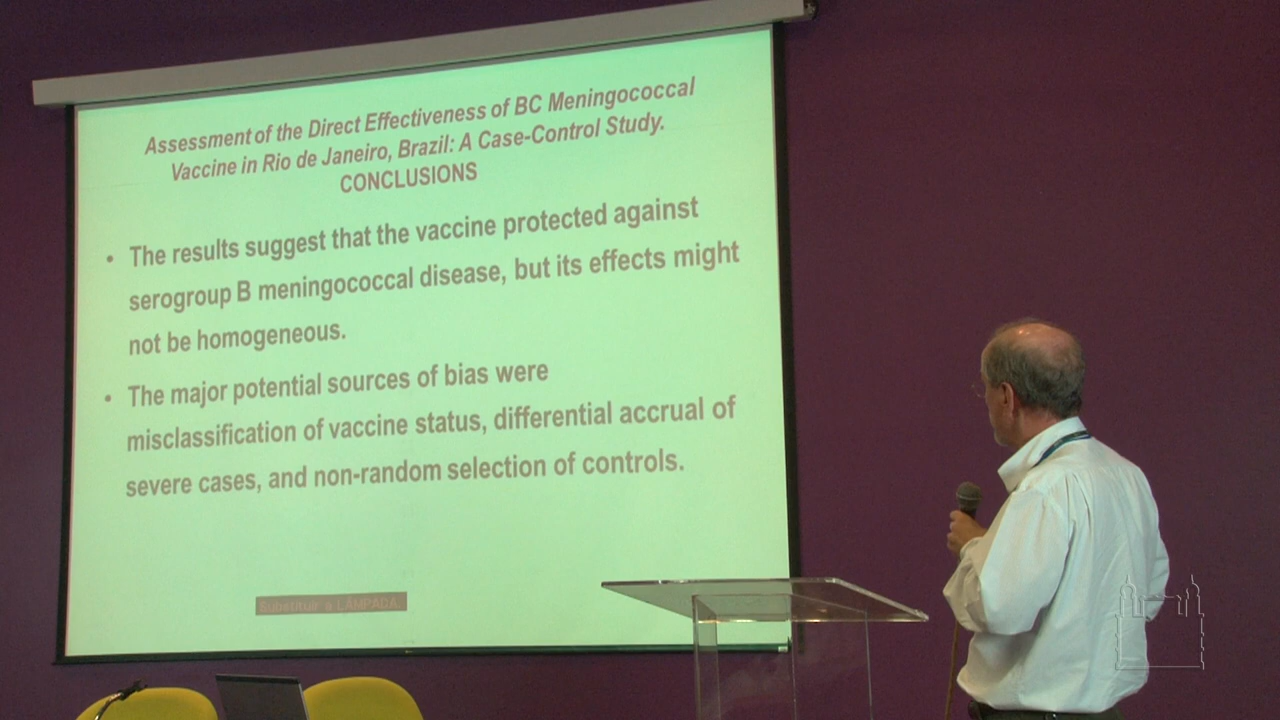 Assessment of the Direct Effectiveness of BC Meningococcal
Vaccine in Rio de Janeiro, Brazil: A Case-Control Study.
CONCLUSIONS
• The results suggest that the vaccine protected against
serogroup B meningococcal disease, but its effects might
not be homogeneous.
• The major potential sources of bias were
misclassification of vaccine status, differential accrual of
severe cases, and non-random selection of controls.
Substituir a LÂMPADA.